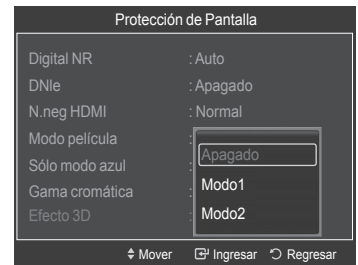 Protección de Pantalla
Digital NR : Auto
DNIe : Apagado
N.neg HDMI : Normal
Modo película :
Apagado
Sólo modo azul :
Modo1
Gama cromática :
Modo2
Efecto 3D :
Mover Ingresar Regresar